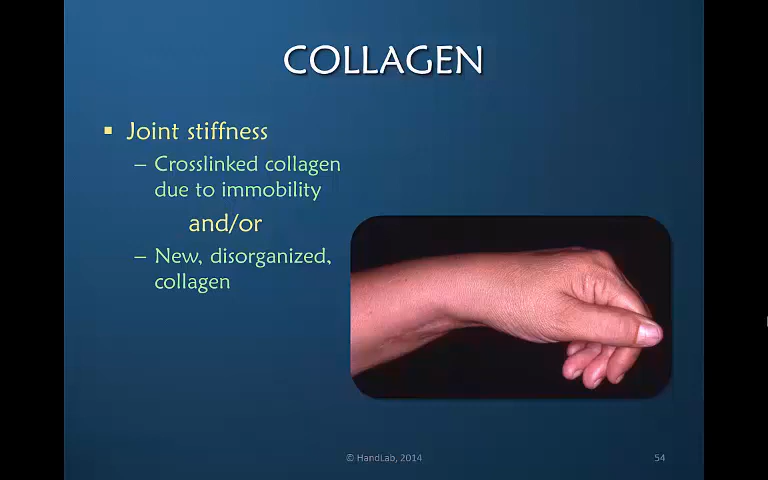 COLLAGEN
▪ Joint stiffness
– Crosslinked collagen
due to immobility
and/or
– New, disorganized,
collagen
© HandLab, 2014
54